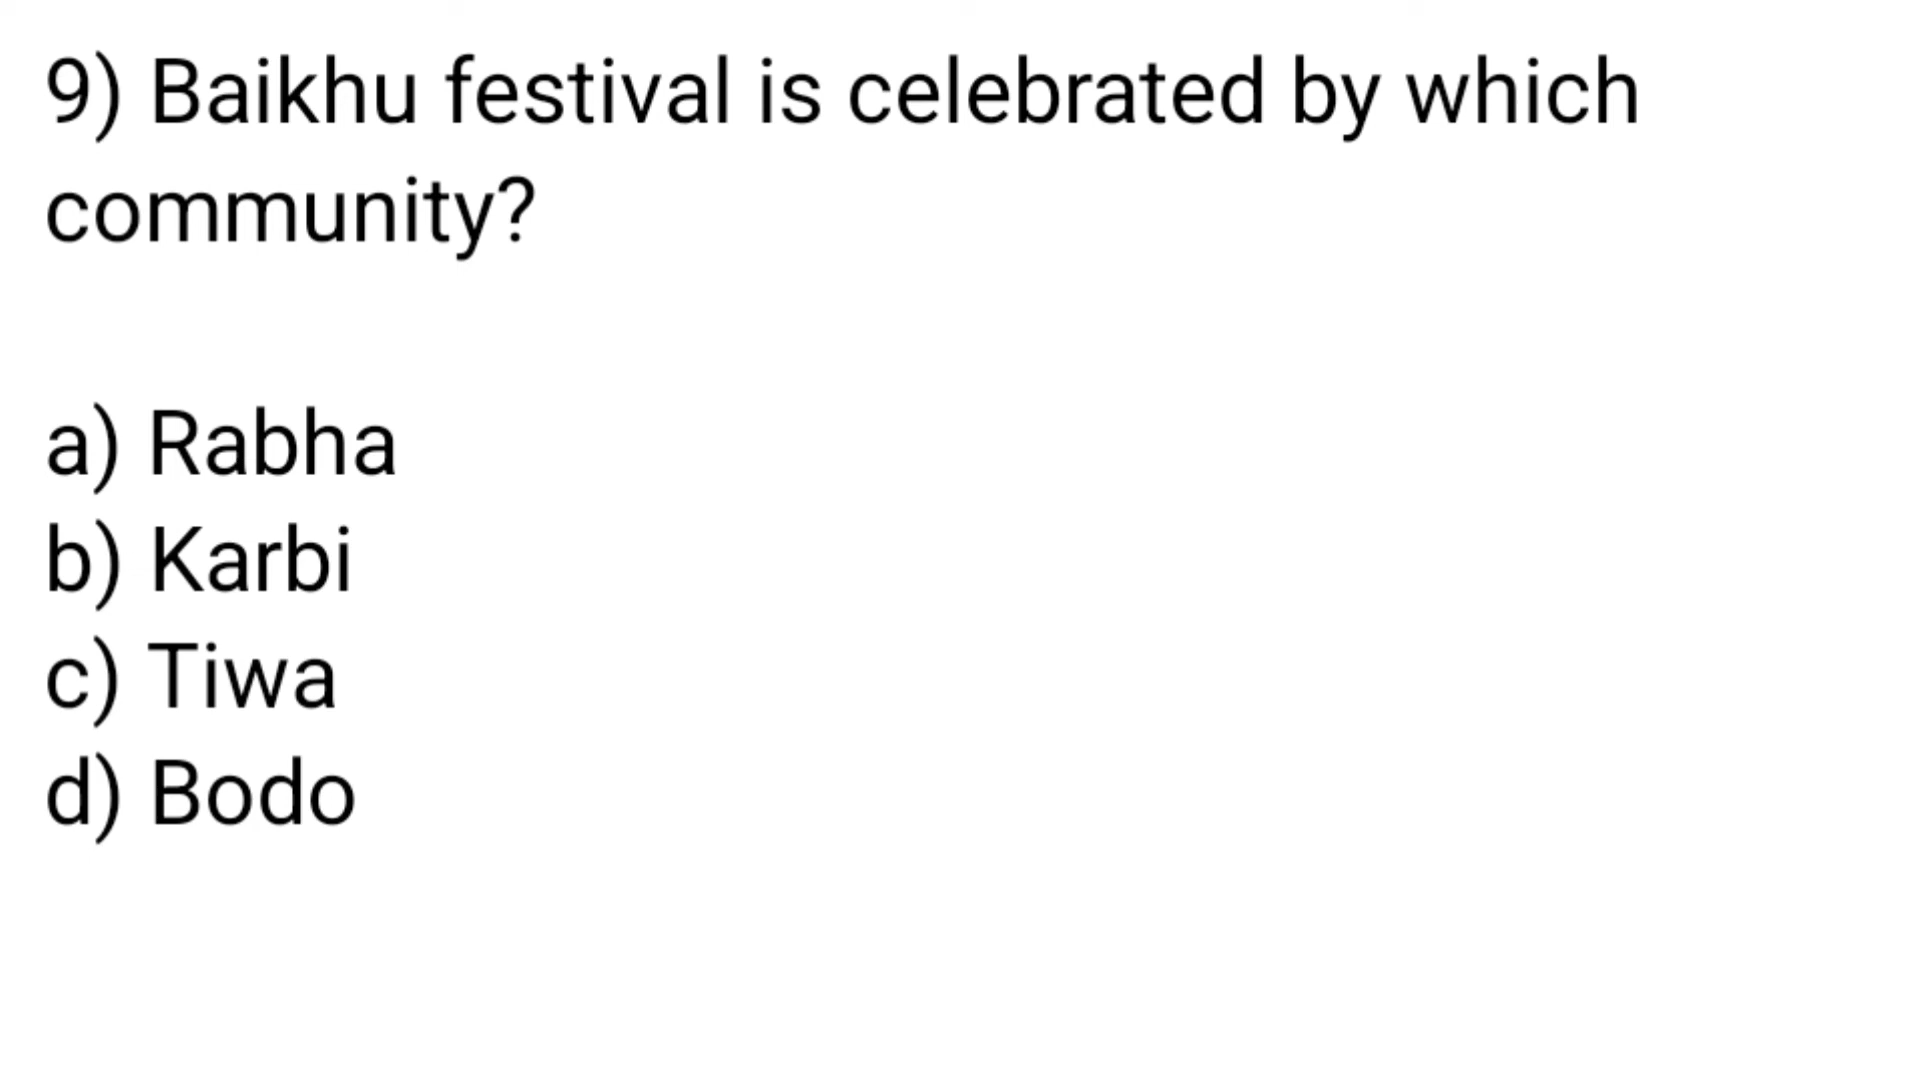 9) Baikhu festival is celebrated by which
community?
a) Rabha
b) Karbi
c) Tiwa
d) Bodo